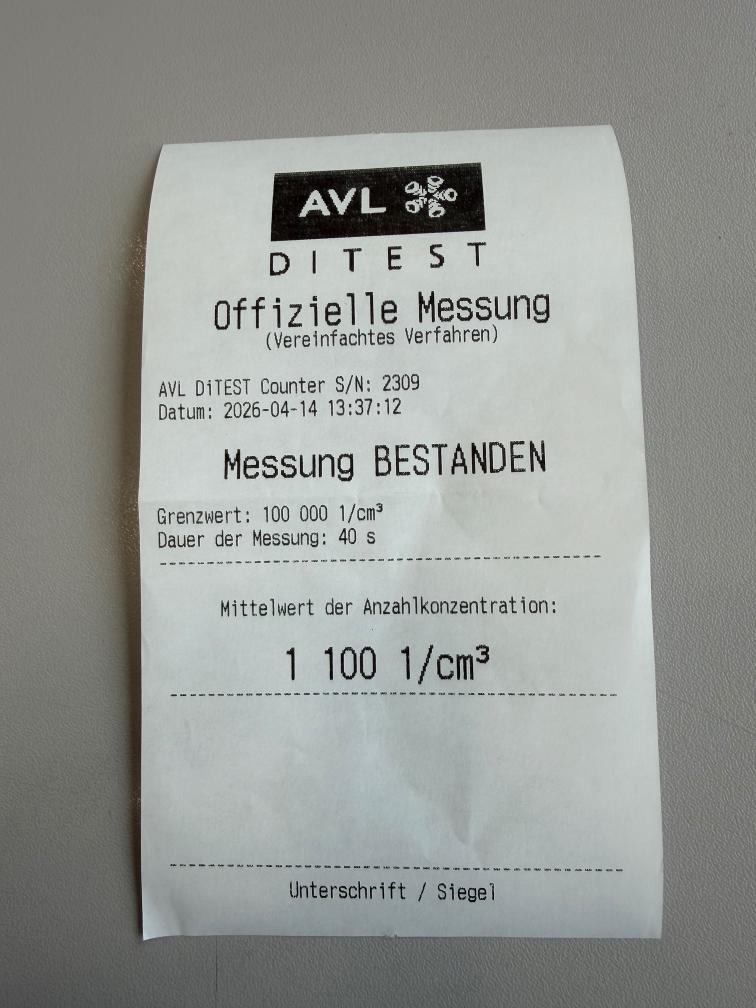 AVL
DITEST
Offizielle Messung
(Vereinfachtes Verfahren)
AVL DiTEST Counter S/N: 2309
Datum: 2026-04-14 13:37:12
Messung BESTANDEN
Grenzwert: 100 000 1/cm³
Dauer der Messung: 40 s
Mittelwert der Anzahlkonzentration:
1 100 1/cm³
Unterschrift / Siegel